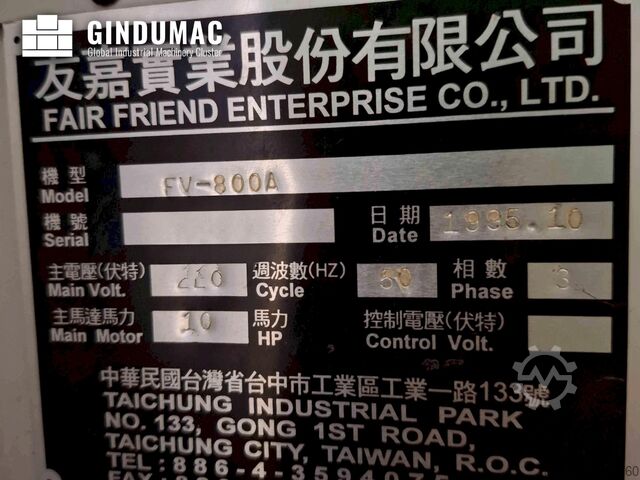 GINDUMAC
Global Industrial Machinery Cluster
友嘉實業股份有限公司
FAIR FRIEND ENTERPRISE CO., LTD.
機型 Model FV-800A
機號 Serial 日期 Date 1995.10
主電壓(伏特) Main Volt. 220 週波數(HZ) Cycle 60 相數 Phase 3
主馬達馬力 Main Motor 10 馬力 HP 控制電壓(伏特) Control Volt.
中華民國台灣省台中市工業區工業一路133號
TAICHUNG INDUSTRIAL PARK
NO. 133, GONG 1ST ROAD,
TAICHUNG CITY, TAIWAN, R.O.C.
TEL : 886-4-3594075
60